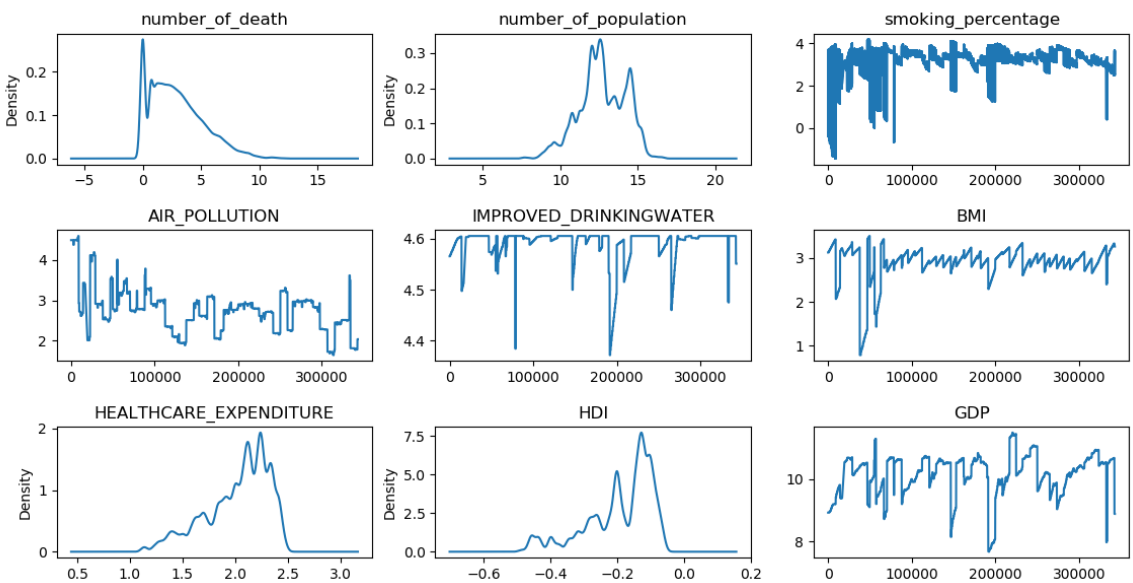 number_of_death
number_of_population
smoking_percentage
Density
0.2
0.1
0.0
−5 0 5 10 15
Density
0.3
0.2
0.1
0.0
5 10 15 20
4
2
0
0 100000 200000 300000
AIR_POLLUTION
IMPROVED_DRINKINGWATER
BMI
4
3
2
0 100000 200000 300000
4.6
4.5
4.4
0 100000 200000 300000
3
2
1
0 100000 200000 300000
HEALTHCARE_EXPENDITURE
HDI
GDP
Density
2
1
0
0.5 1.0 1.5 2.0 2.5 3.0
Density
7.5
5.0
2.5
0.0
−0.6 −0.4 −0.2 0.0 0.2
10
8
0 100000 200000 300000